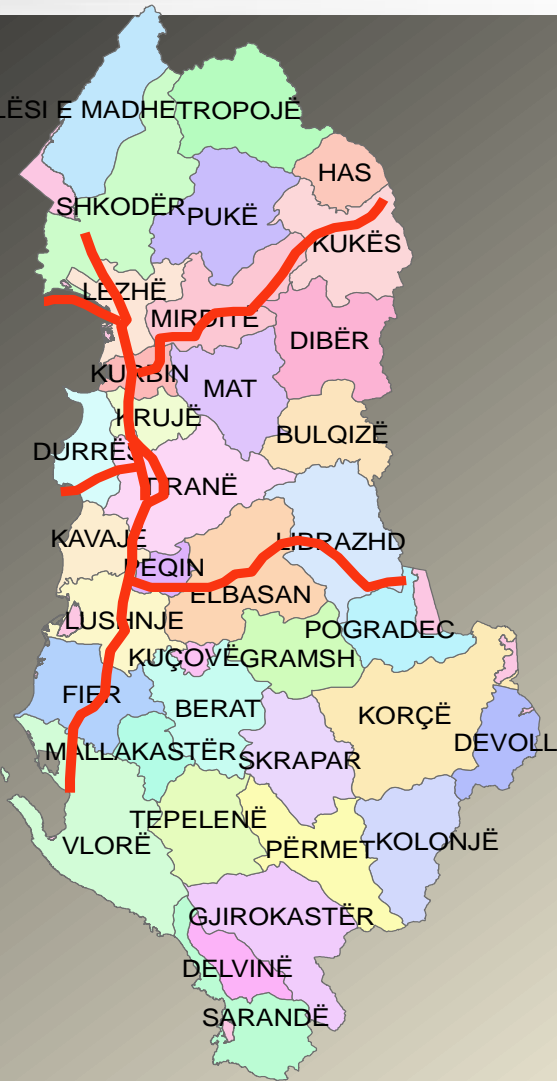 LËSI E MADHE
TROPOJË
HAS
SHKODËR
PUKË
KUKËS
LEZHË
MIRDITË
DIBËR
KURBIN
MAT
KRUJË
BULQIZË
DURRËS
TIRANË
KAVAJË
LIBRAZHD
PEQIN
ELBASAN
LUSHNJE
POGRADEC
KUÇOVË
GRAMSH
FIER
BERAT
KORÇË
DEVOLL
MALLAKASTËR
SKRAPAR
TEPELENË
VLORË
PËRMET
KOLONJË
GJIROKASTËR
DELVINË
SARANDË